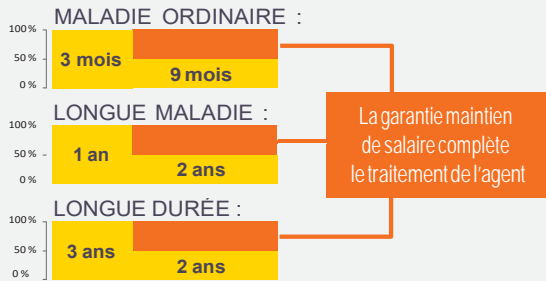 MALADIE ORDINAIRE :
100 %
50 %
0 %
3 mois
9 mois
LONGUE MALADIE :
100 %
50 %
0 %
1 an
2 ans
La garantie maintien
de salaire complète
le traitement de l'agent
LONGUE DURÉE :
100 %
50 %
0 %
3 ans
2 ans